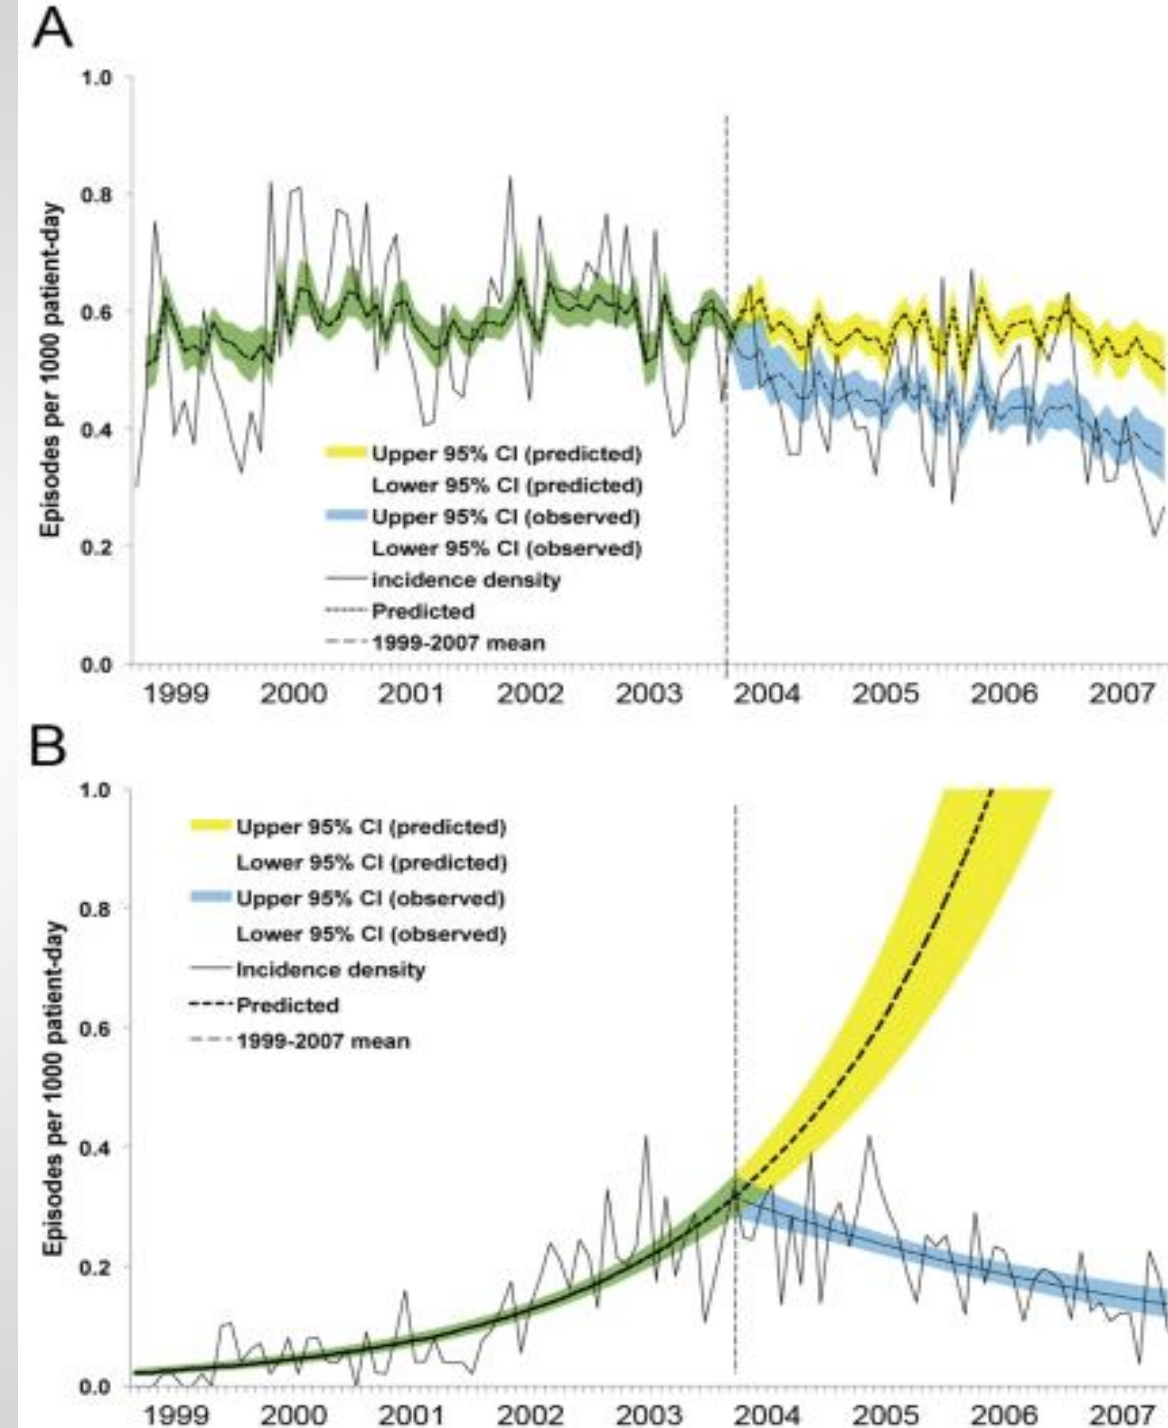 A
1.0
0.8
0.6
0.4
0.2
0.0
Episodes per 1000 patient-day
Upper 95% CI (predicted)
Lower 95% CI (predicted)
Upper 95% CI (observed)
Lower 95% CI (observed)
incidence density
Predicted
1999-2007 mean
1999 2000 2001 2002 2003 2004 2005 2006 2007
B
1.0
0.8
0.6
0.4
0.2
0.0
Episodes per 1000 patient-day
Upper 95% CI (predicted)
Lower 95% CI (predicted)
Upper 95% CI (observed)
Lower 95% CI (observed)
Incidence density
Predicted
1999-2007 mean
1999 2000 2001 2002 2003 2004 2005 2006 2007